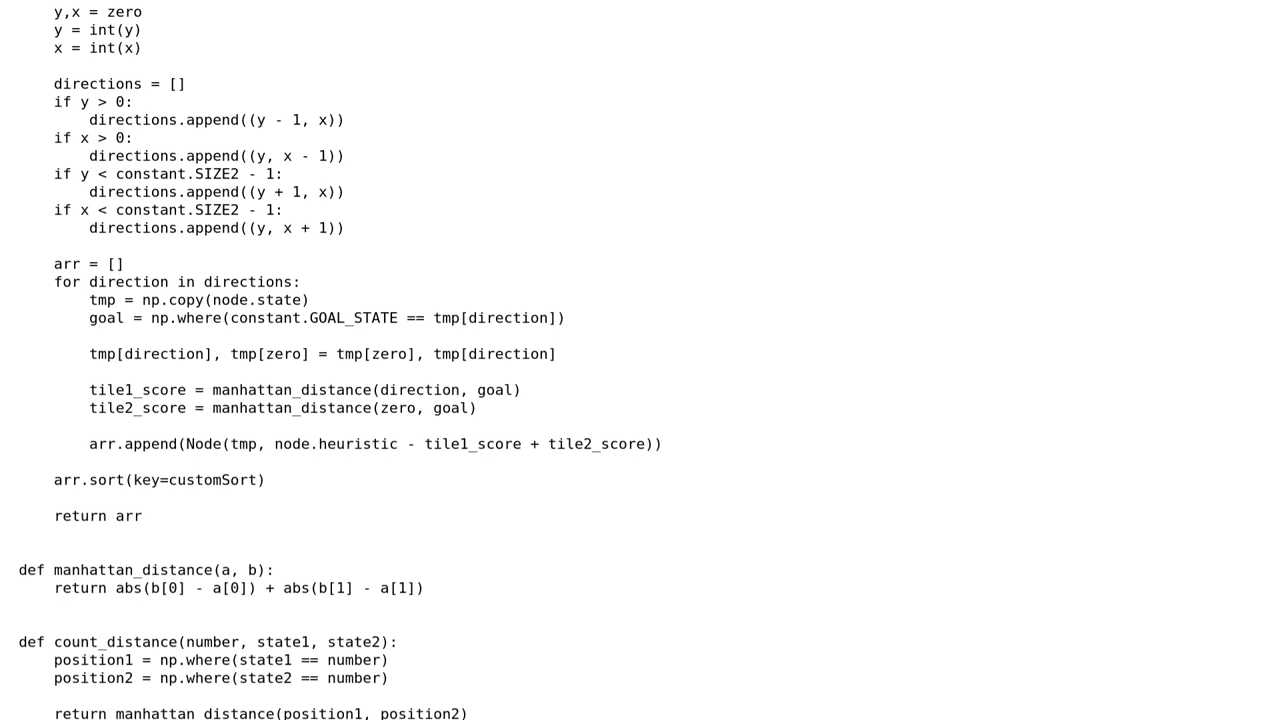 y,x = zero
y = int(y)
x = int(x)
directions = []
if y > 0:
directions.append((y - 1, x))
if x > 0:
directions.append((y, x - 1))
if y < constant.SIZE2 - 1:
directions.append((y + 1, x))
if x < constant.SIZE2 - 1:
directions.append((y, x + 1))
arr = []
for direction in directions:
tmp = np.copy(node.state)
goal = np.where(constant.GOAL_STATE == tmp[direction])
tmp[direction], tmp[zero] = tmp[zero], tmp[direction]
tile1_score = manhattan_distance(direction, goal)
tile2_score = manhattan_distance(zero, goal)
arr.append(Node(tmp, node.heuristic - tile1_score + tile2_score))
arr.sort(key=customSort)
return arr
def manhattan_distance(a, b):
return abs(b[0] - a[0]) + abs(b[1] - a[1])
def count_distance(number, state1, state2):
position1 = np.where(state1 == number)
position2 = np.where(state2 == number)
return manhattan_distance(position1, position2)